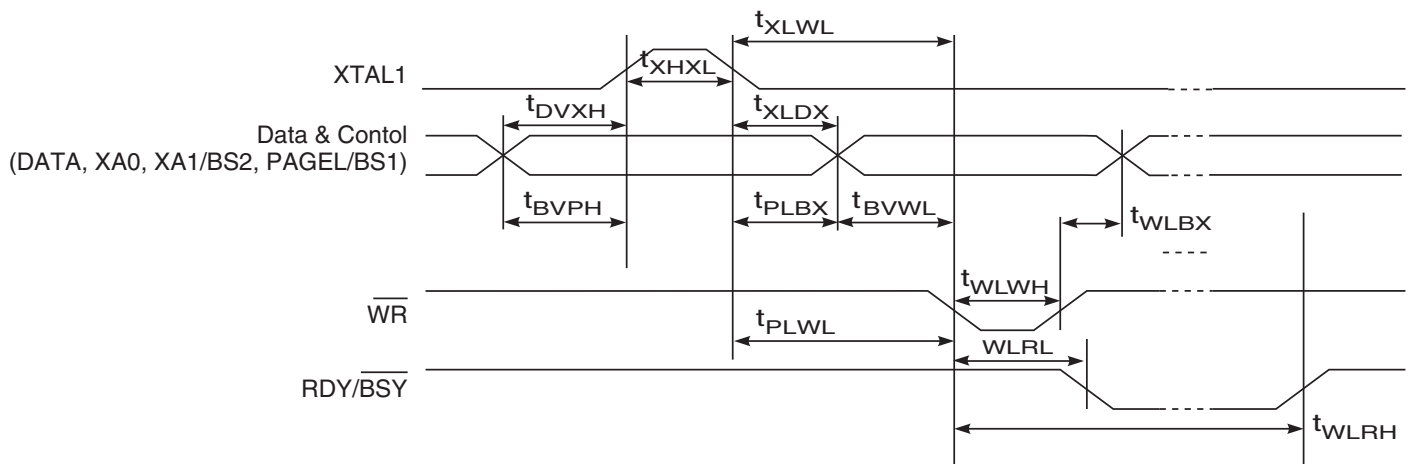 tXLWL
XTAL1
tXHXL
tDVXH
tXLDX
Data & Contol
(DATA, XA0, XA1/BS2, PAGEL/BS1)
tBVPH
tPLBX
tBVWL
tWLBX
tWLWH
WR
tPLWL
WLRL
RDY/BSY
tWLRH